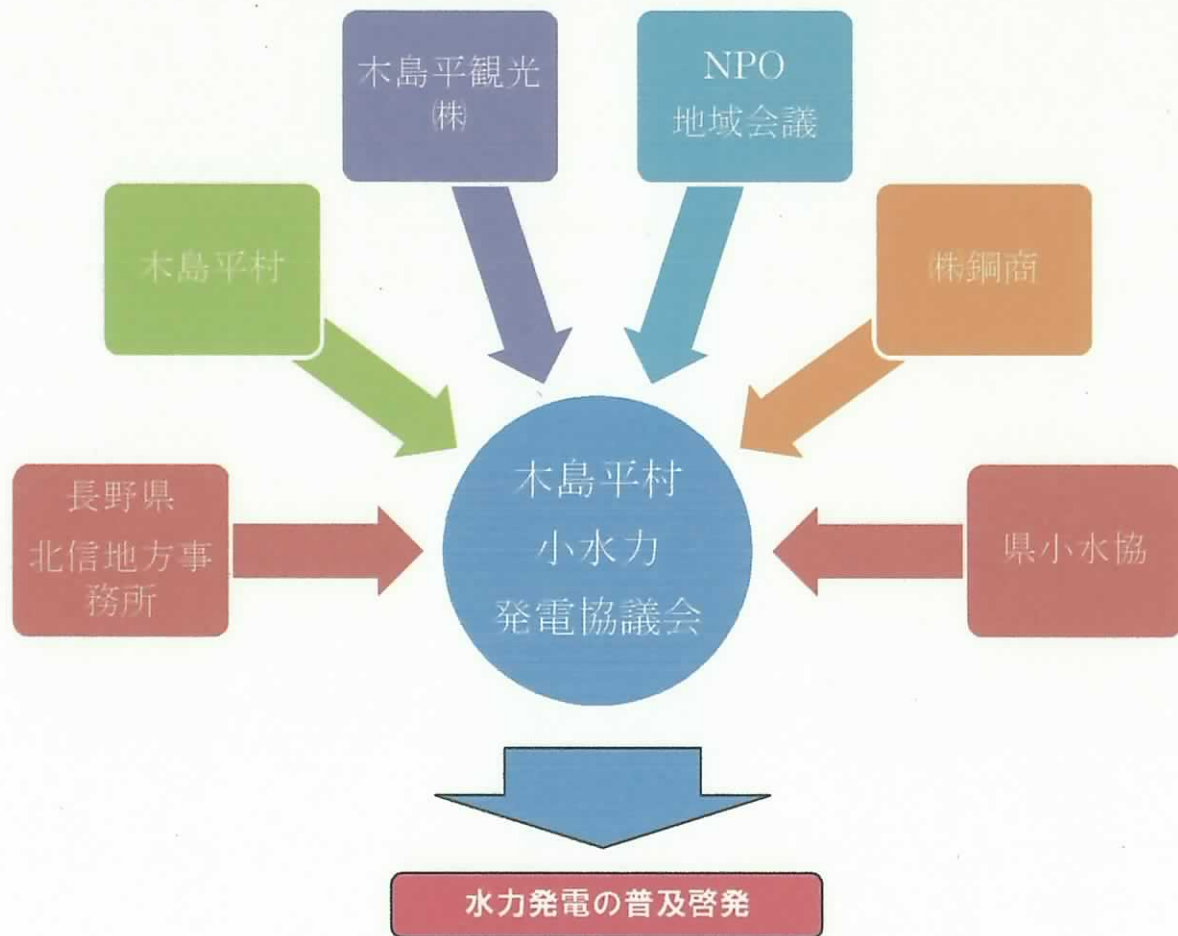 木島平観光
㈱
NPO
地域会議
木島平村
㈱鋼商
長野県
北信地方事
務所
木島平村
小水力
発電協議会
県小水協
水力発電の普及啓発